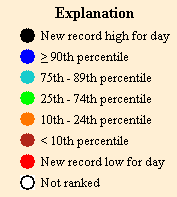 Explanation
New record high for day
≥ 90th percentile
75th - 89th percentile
25th - 74th percentile
10th - 24th percentile
< 10th percentile
New record low for day
Not ranked